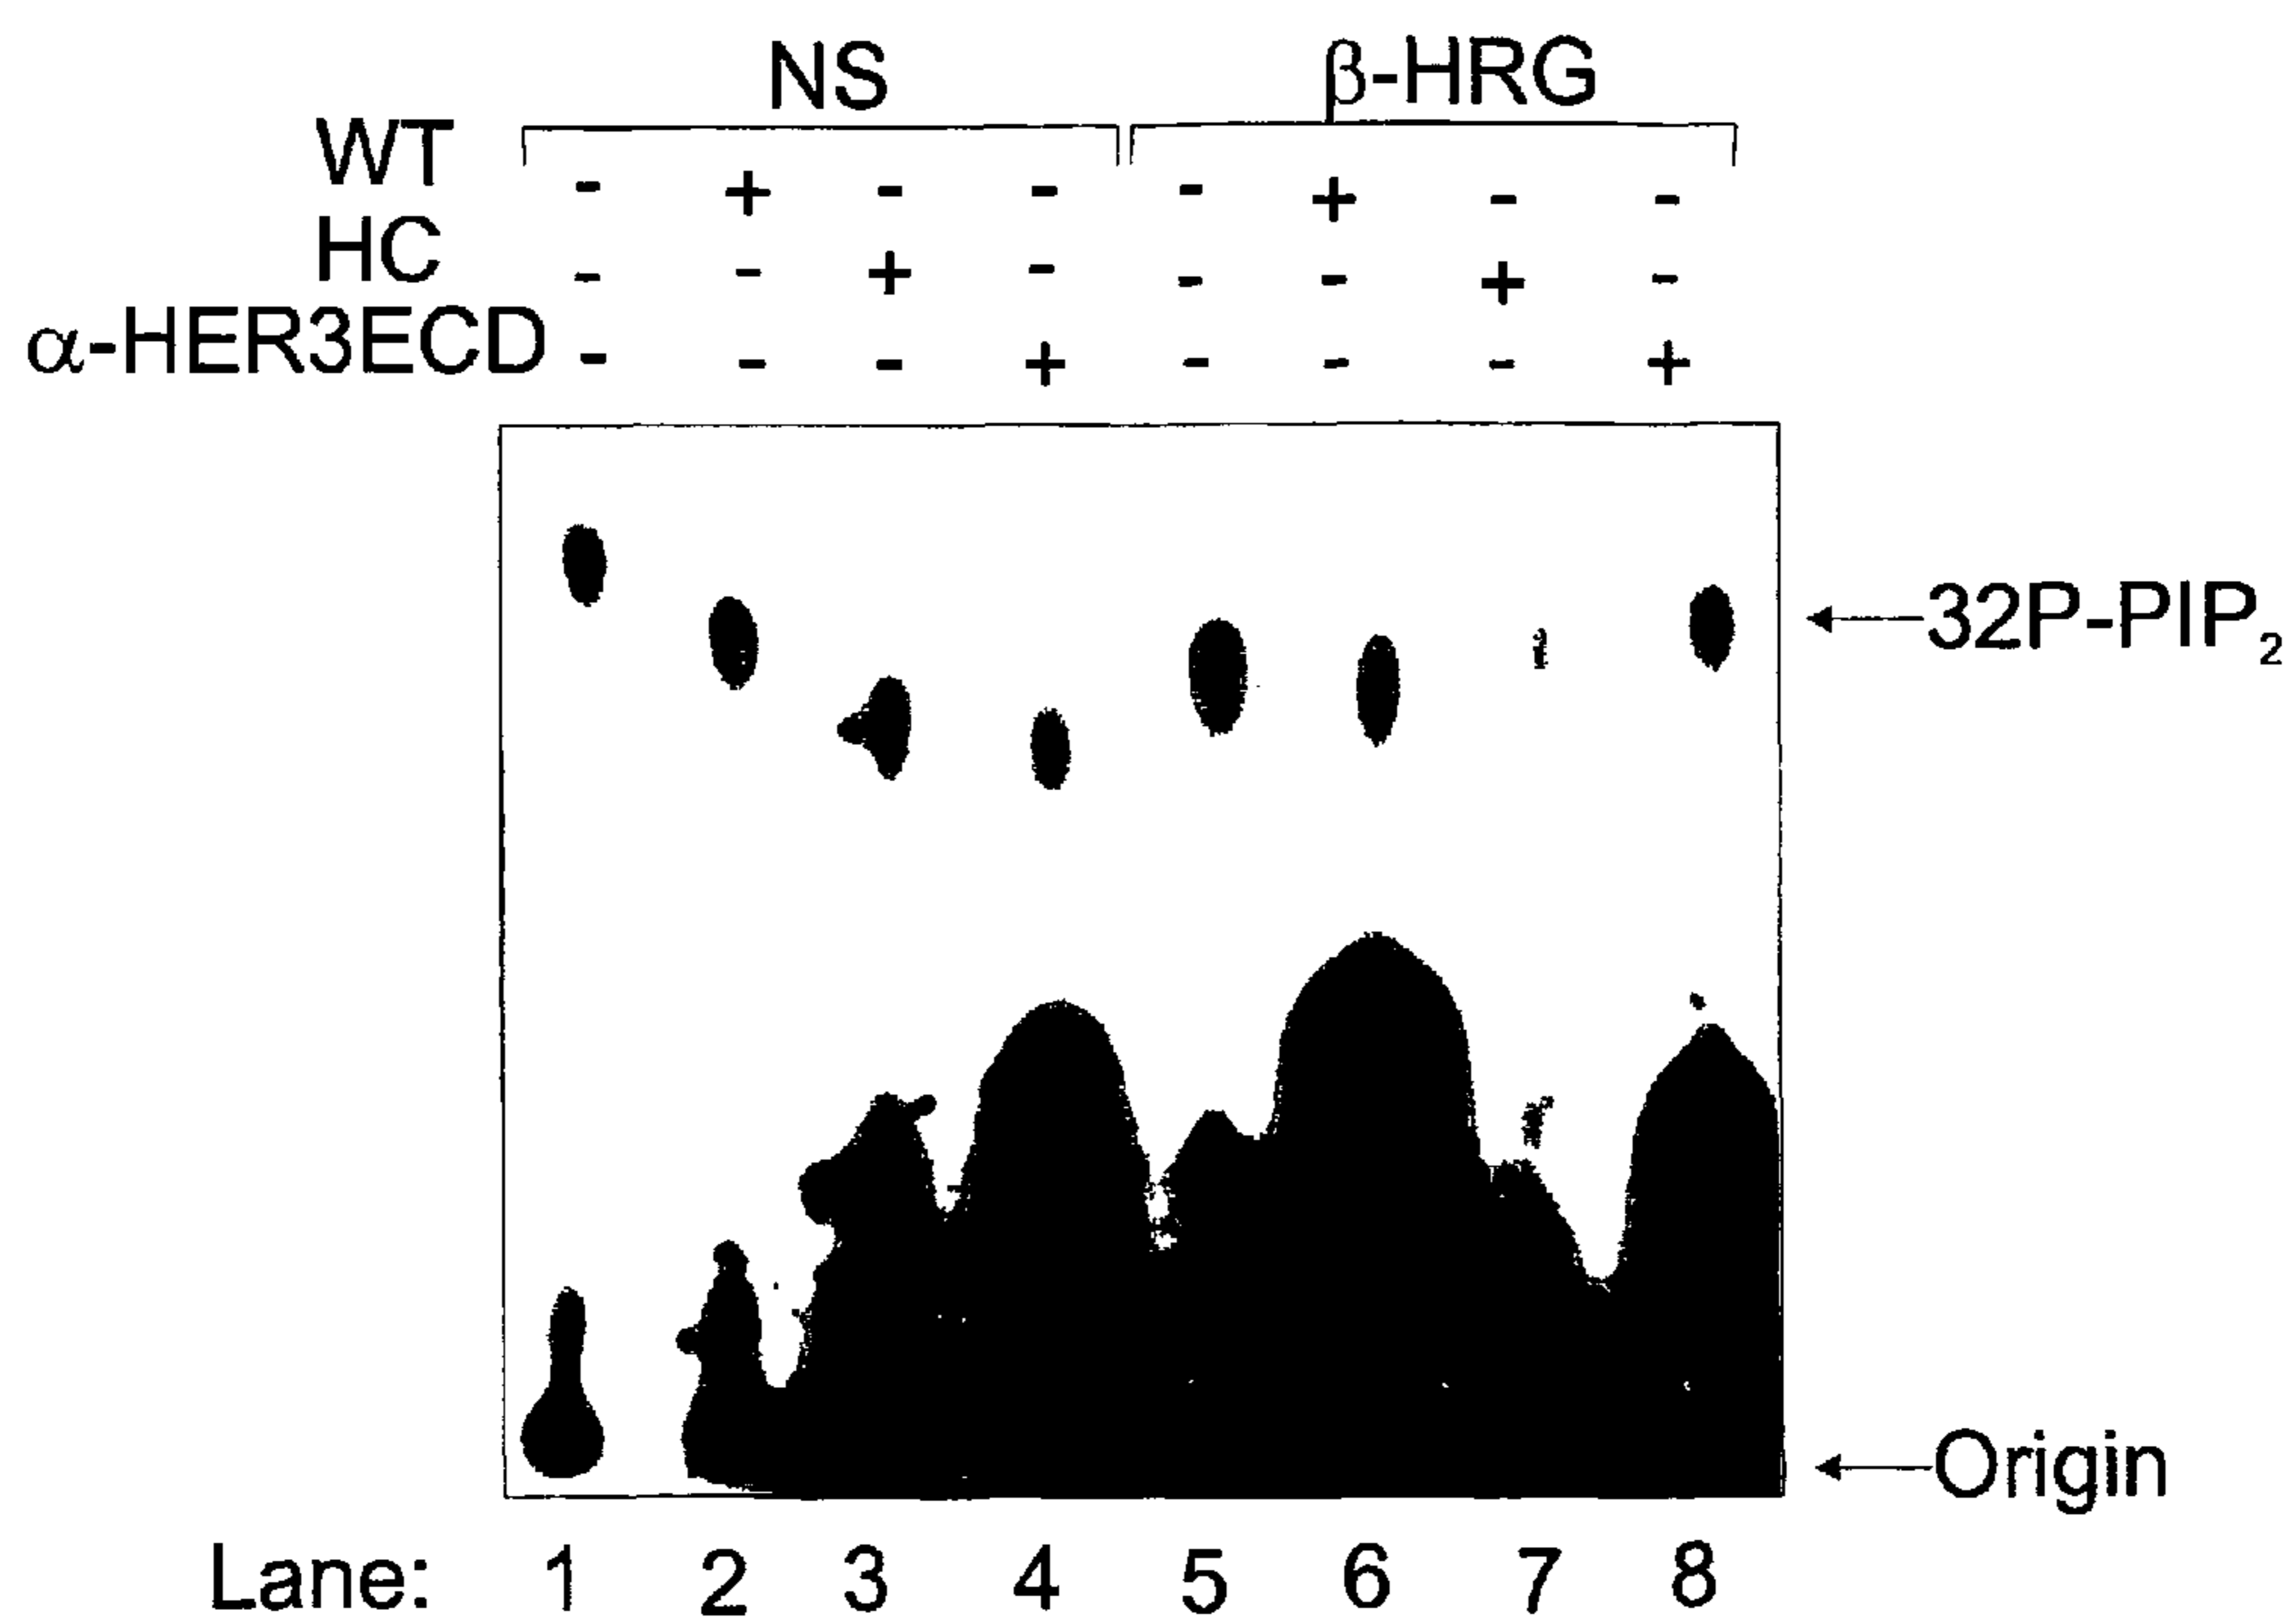 NS β-HRG
WT - + - - - + - -
HC - - + - - - + -
α-HER3ECD - - - + - - - +
32P-PIP₂
Origin
Lane: 1 2 3 4 5 6 7 8